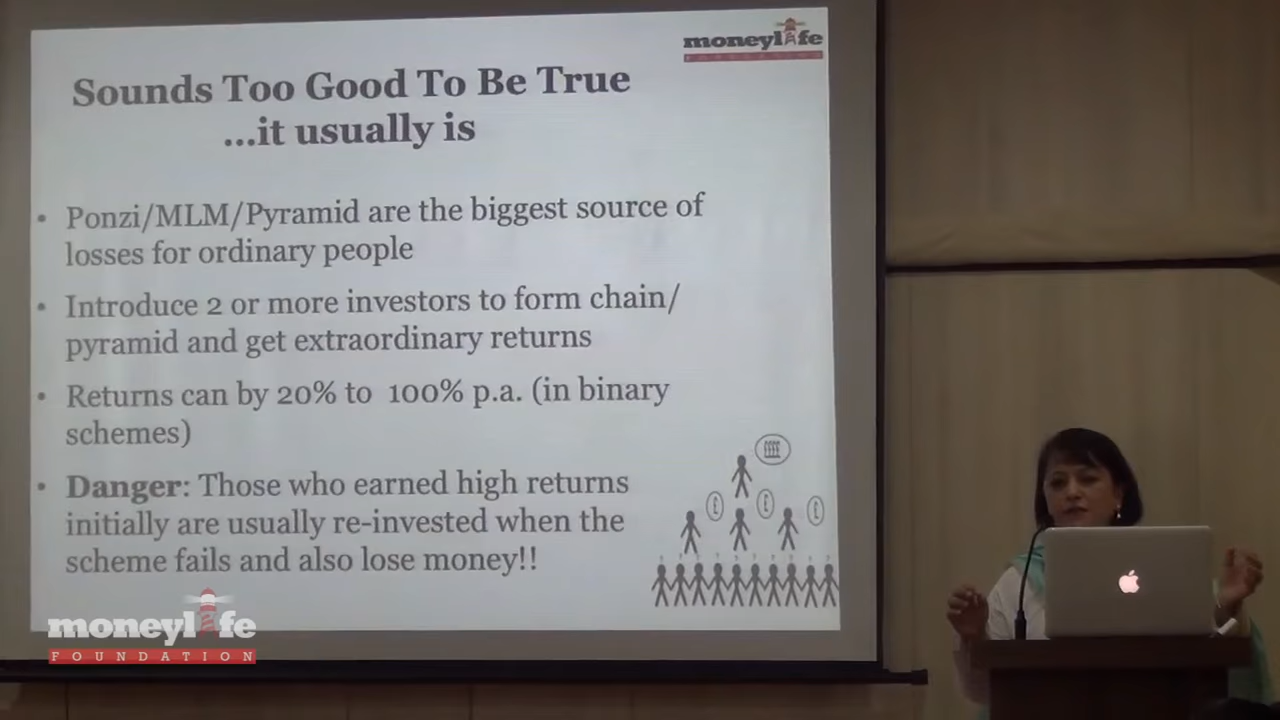 moneylife
FOUNDATION
Sounds Too Good To Be True
...it usually is
• Ponzi/MLM/Pyramid are the biggest source of
losses for ordinary people
• Introduce 2 or more investors to form chain/
pyramid and get extraordinary returns
• Returns can by 20% to 100% p.a. (in binary
schemes)
• Danger: Those who earned high returns
initially are usually re-invested when the
scheme fails and also lose money!!
££££
£ £ £
moneylife
FOUNDATION